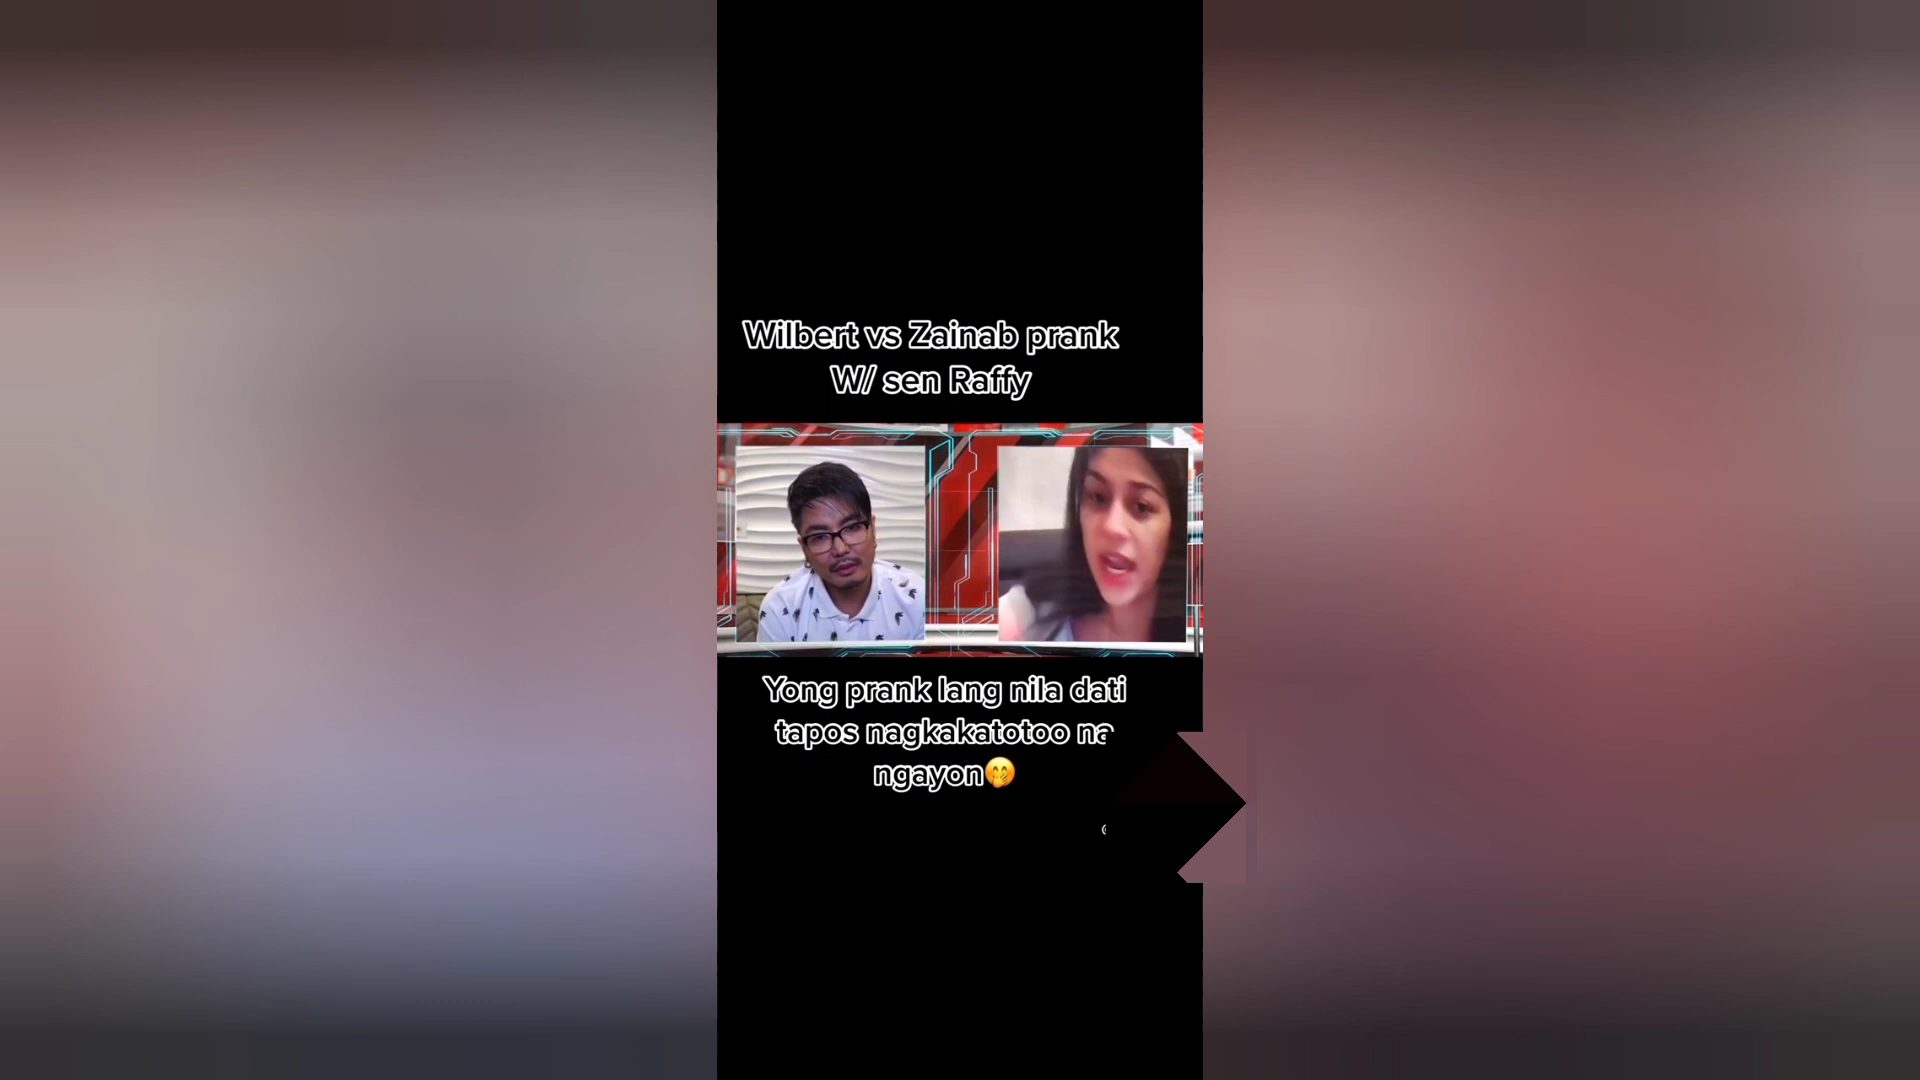 Wilbert vs Zainab prank
W/ sen Raffy
Yong prank lang nila dati
tapos nagkakatotoo na
ngayon🤭